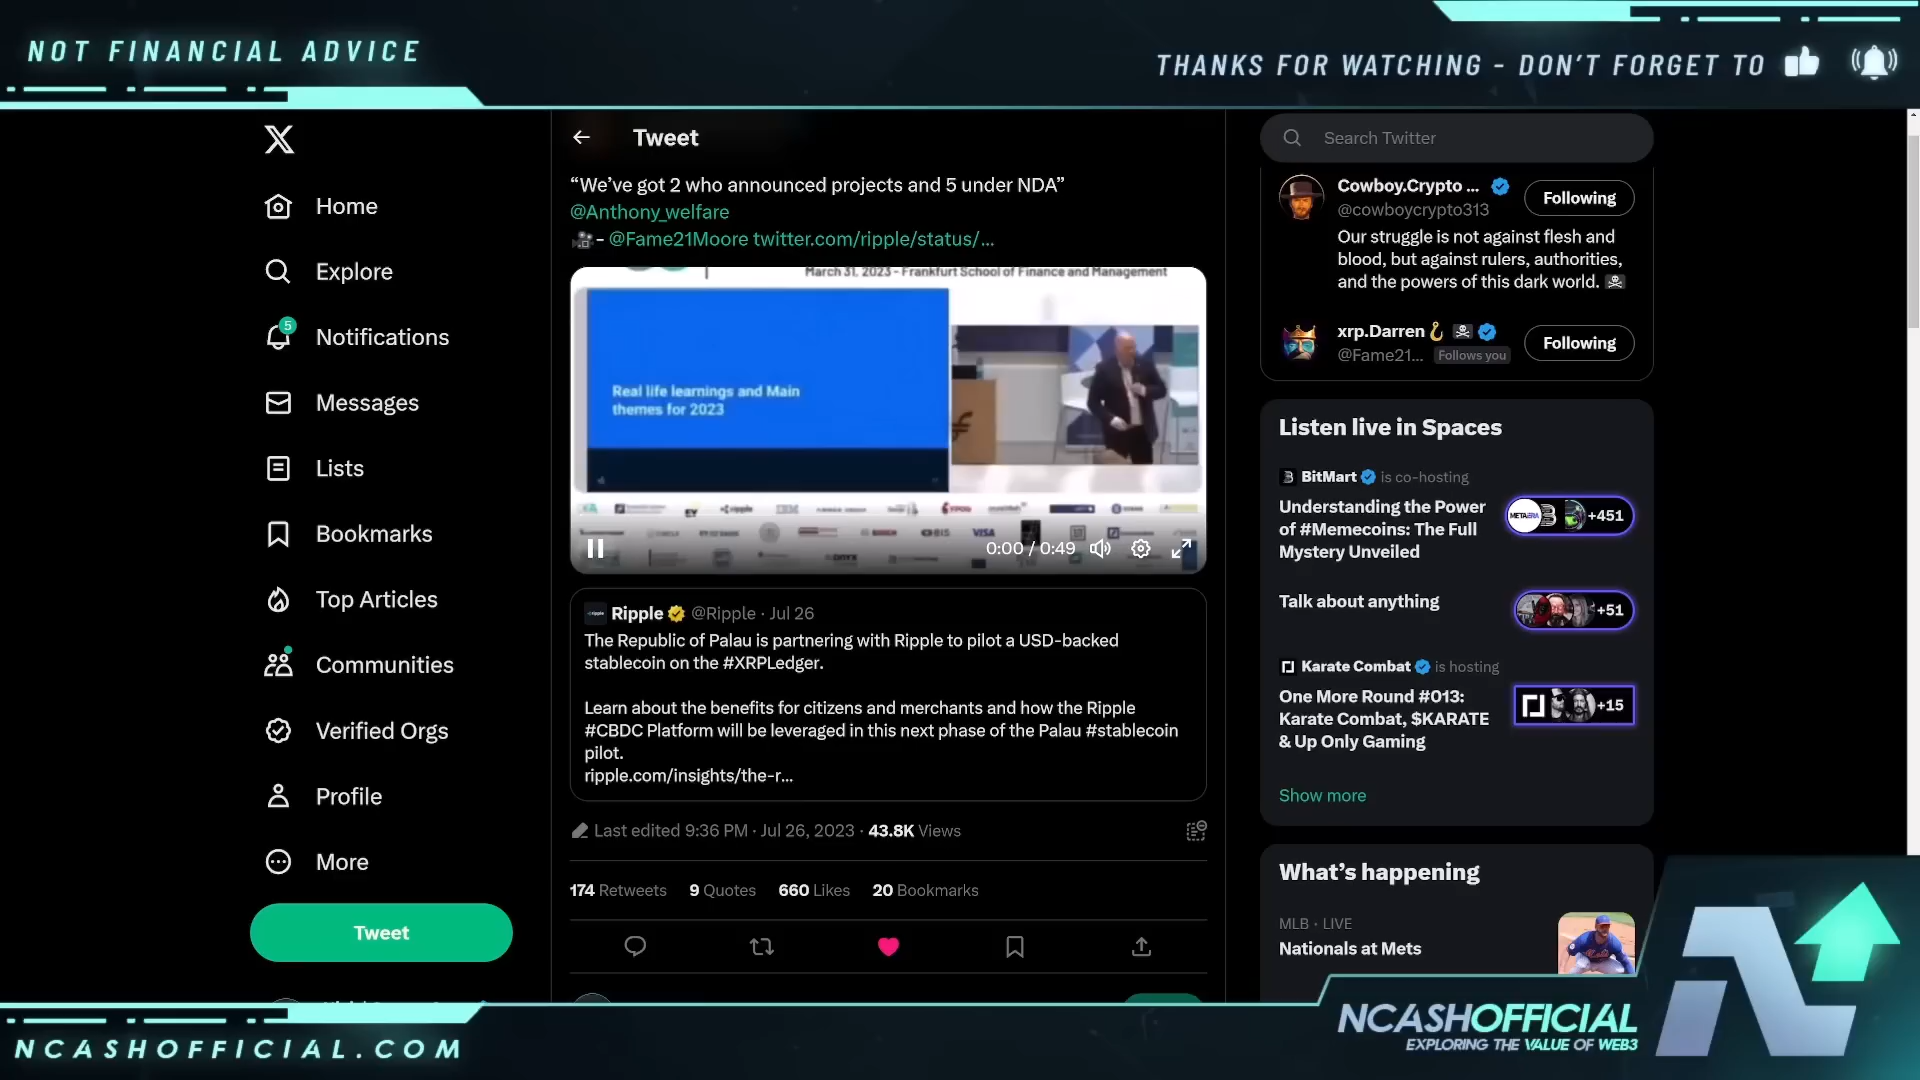 NOT FINANCIAL ADVICE
THANKS FOR WATCHING - DON'T FORGET TO
X
Home
Explore
5
Notifications
Messages
Lists
Bookmarks
Top Articles
Communities
Verified Orgs
Profile
More
Tweet
Tweet
“We’ve got 2 who announced projects and 5 under NDA”
@Anthony_welfare
- @Fame21Moore twitter.com/ripple/status/...
March 31, 2023 - Frankfurt School of Finance and Management
Real life learnings and Main
themes for 2023
EY ripple IBM
BIS VISA
0:00 / 0:49
Ripple @Ripple · Jul 26
The Republic of Palau is partnering with Ripple to pilot a USD-backed
stablecoin on the #XRPLedger.
Learn about the benefits for citizens and merchants and how the Ripple
#CBDC Platform will be leveraged in this next phase of the Palau #stablecoin
pilot.
ripple.com/insights/the-r...
Last edited 9:36 PM · Jul 26, 2023 · 43.8K Views
174 Retweets 9 Quotes 660 Likes 20 Bookmarks
Search Twitter
Cowboy.Crypto ...
@cowboycrypto313
Following
Our struggle is not against flesh and
blood, but against rulers, authorities,
and the powers of this dark world.
xrp.Darren
@Fame21... Follows you
Following
Listen live in Spaces
BitMart is co-hosting
Understanding the Power
of #Memecoins: The Full
Mystery Unveiled
+451
Talk about anything
+51
Karate Combat is hosting
One More Round #013:
Karate Combat, $KARATE
& Up Only Gaming
+15
Show more
What’s happening
MLB · LIVE
Nationals at Mets
NCASHOFFICIAL.COM
NCASHOFFICIAL
EXPLORING THE VALUE OF WEB3